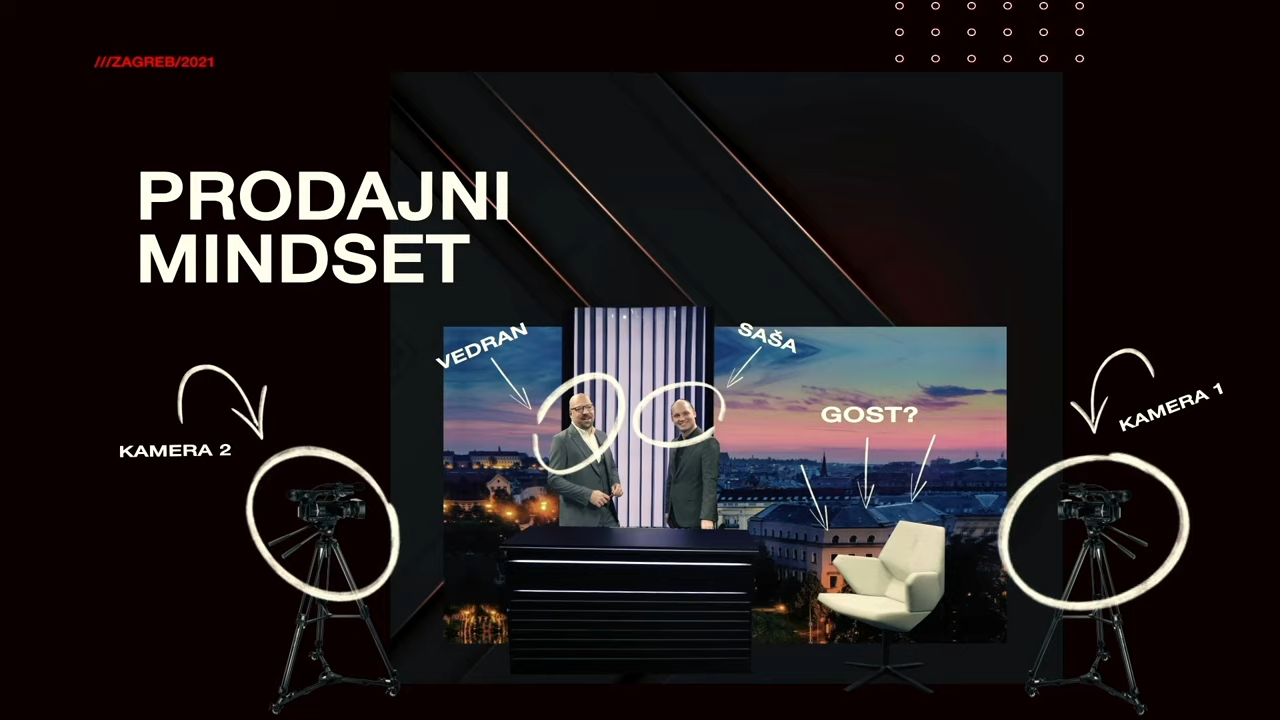 ///ZAGREB/2021
PRODAJNI
MINDSET
VEDRAN
SAŠA
GOST?
KAMERA 1
KAMERA 2